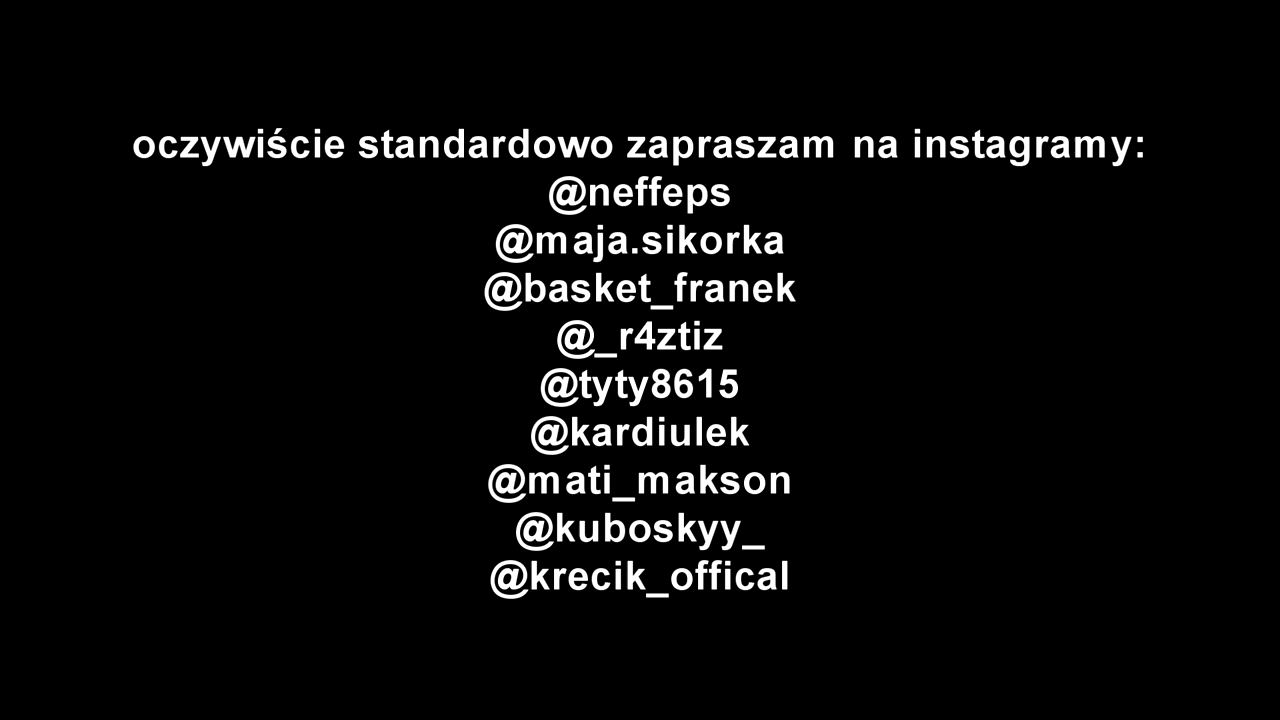 oczywiście standardowo zapraszam na instagramy:
@neffeps
@maja.sikorka
@basket_franek
@_r4ztiz
@tyty8615
@kardiulek
@mati_makson
@kuboskyy_
@krecik_offical